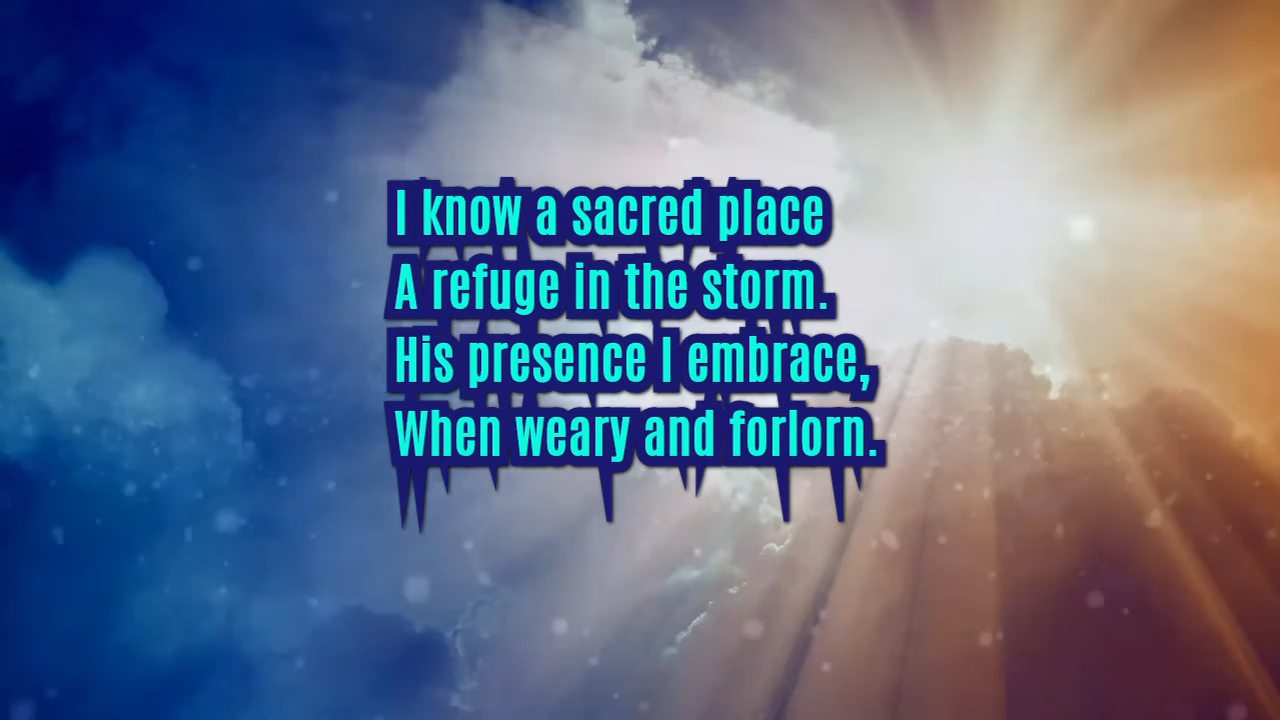 I know a sacred place
A refuge in the storm.
His presence I embrace,
When weary and forlorn.